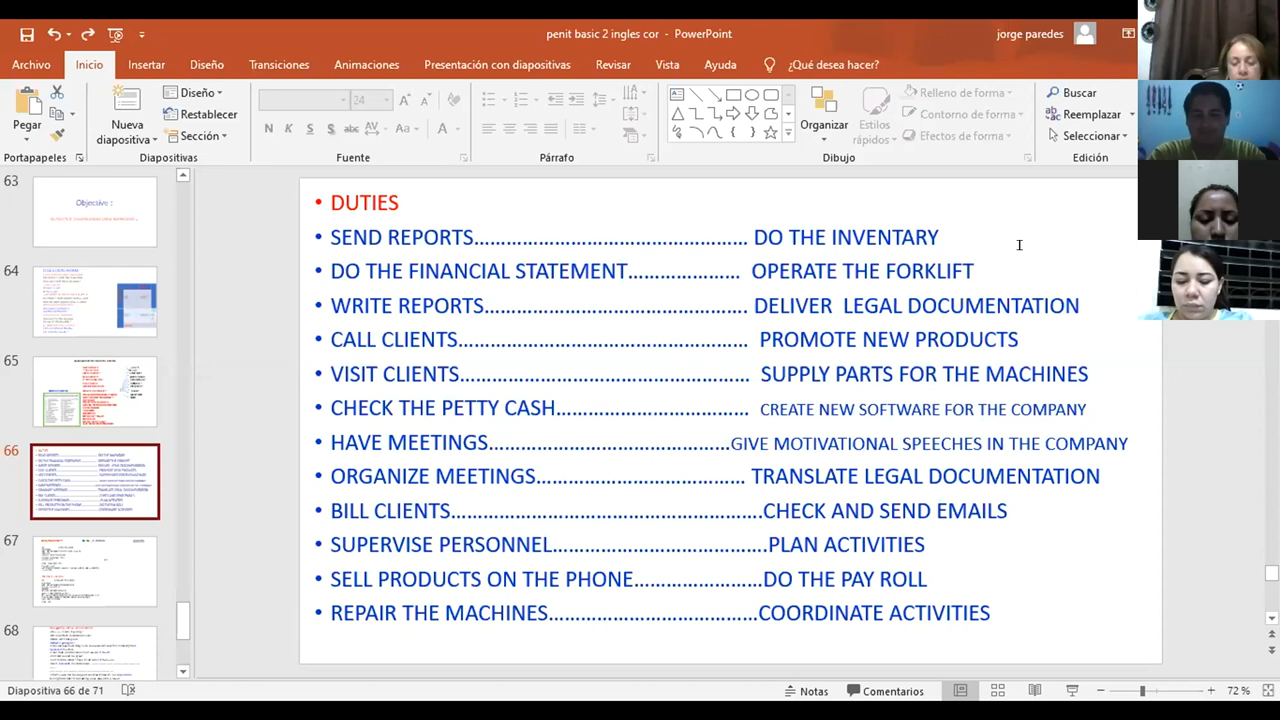 penit basic 2 ingles cor - PowerPoint
jorge paredes
Archivo Inicio Insertar Diseño Transiciones Animaciones Presentación con diapositivas Revisar Vista Ayuda ¿Qué desea hacer?
Pegar
Portapapeles
Nueva diapositiva
Diseño
Restablecer
Sección
Diapositivas
24
N K S S abc AV Aa A
Fuente
Párrafo
Organizar
Estilos rápidos
Relleno de forma
Contorno de forma
Efectos de forma
Dibujo
Buscar
Reemplazar
Seleccionar
Edición
63
Objective :
64
65
66
67
68
• DUTIES
• SEND REPORTS................................................ DO THE INVENTORY
• DO THE FINANCIAL STATEMENT.................... OPERATE THE FORKLIFT
• WRITE REPORTS...............................................DELIVER LEGAL DOCUMENTATION
• CALL CLIENTS.................................................... PROMOTE NEW PRODUCTS
• VISIT CLIENTS.................................................... SUPPLY PARTS FOR THE MACHINES
• CHECK THE PETTY CASH................................... CREATE NEW SOFTWARE FOR THE COMPANY
• HAVE MEETINGS...........................................GIVE MOTIVATIONAL SPEECHES IN THE COMPANY
• ORGANIZE MEEINGS......................................TRANSLATE LEGAL DOCUMENTATION
• BILL CLIENTS.......................................................CHECK AND SEND EMAILS
• SUPERVISE PERSONNEL..................................... PLAN ACTIVITIES
• SELL PRODUCTS ON THE PHONE.......................DO THE PAY ROLL
• REPAIR THE MACHINES......................................COORDINATE ACTIVITIES
Diapositiva 66 de 71
Notas
Comentarios
72 %